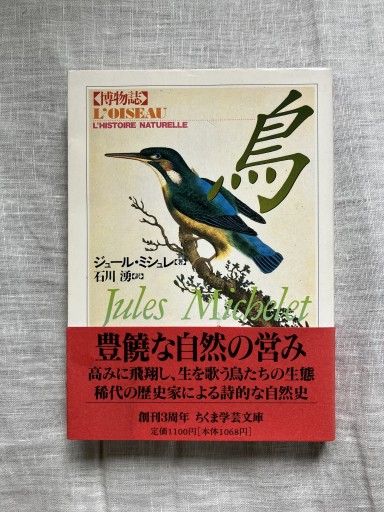 〈博物誌〉
L'OISEAU
L'HISTOIRE NATURELLE
鳥
ジュール・ミシュレ[著]
石川 湧[訳]
Jules Michelet
豊饒な自然の営み
高みに飛翔し、生を歌う鳥たちの生態
稀代の歴史家による詩的な自然史
創刊3周年 ちくま学芸文庫
定価1100円[本体1068円]